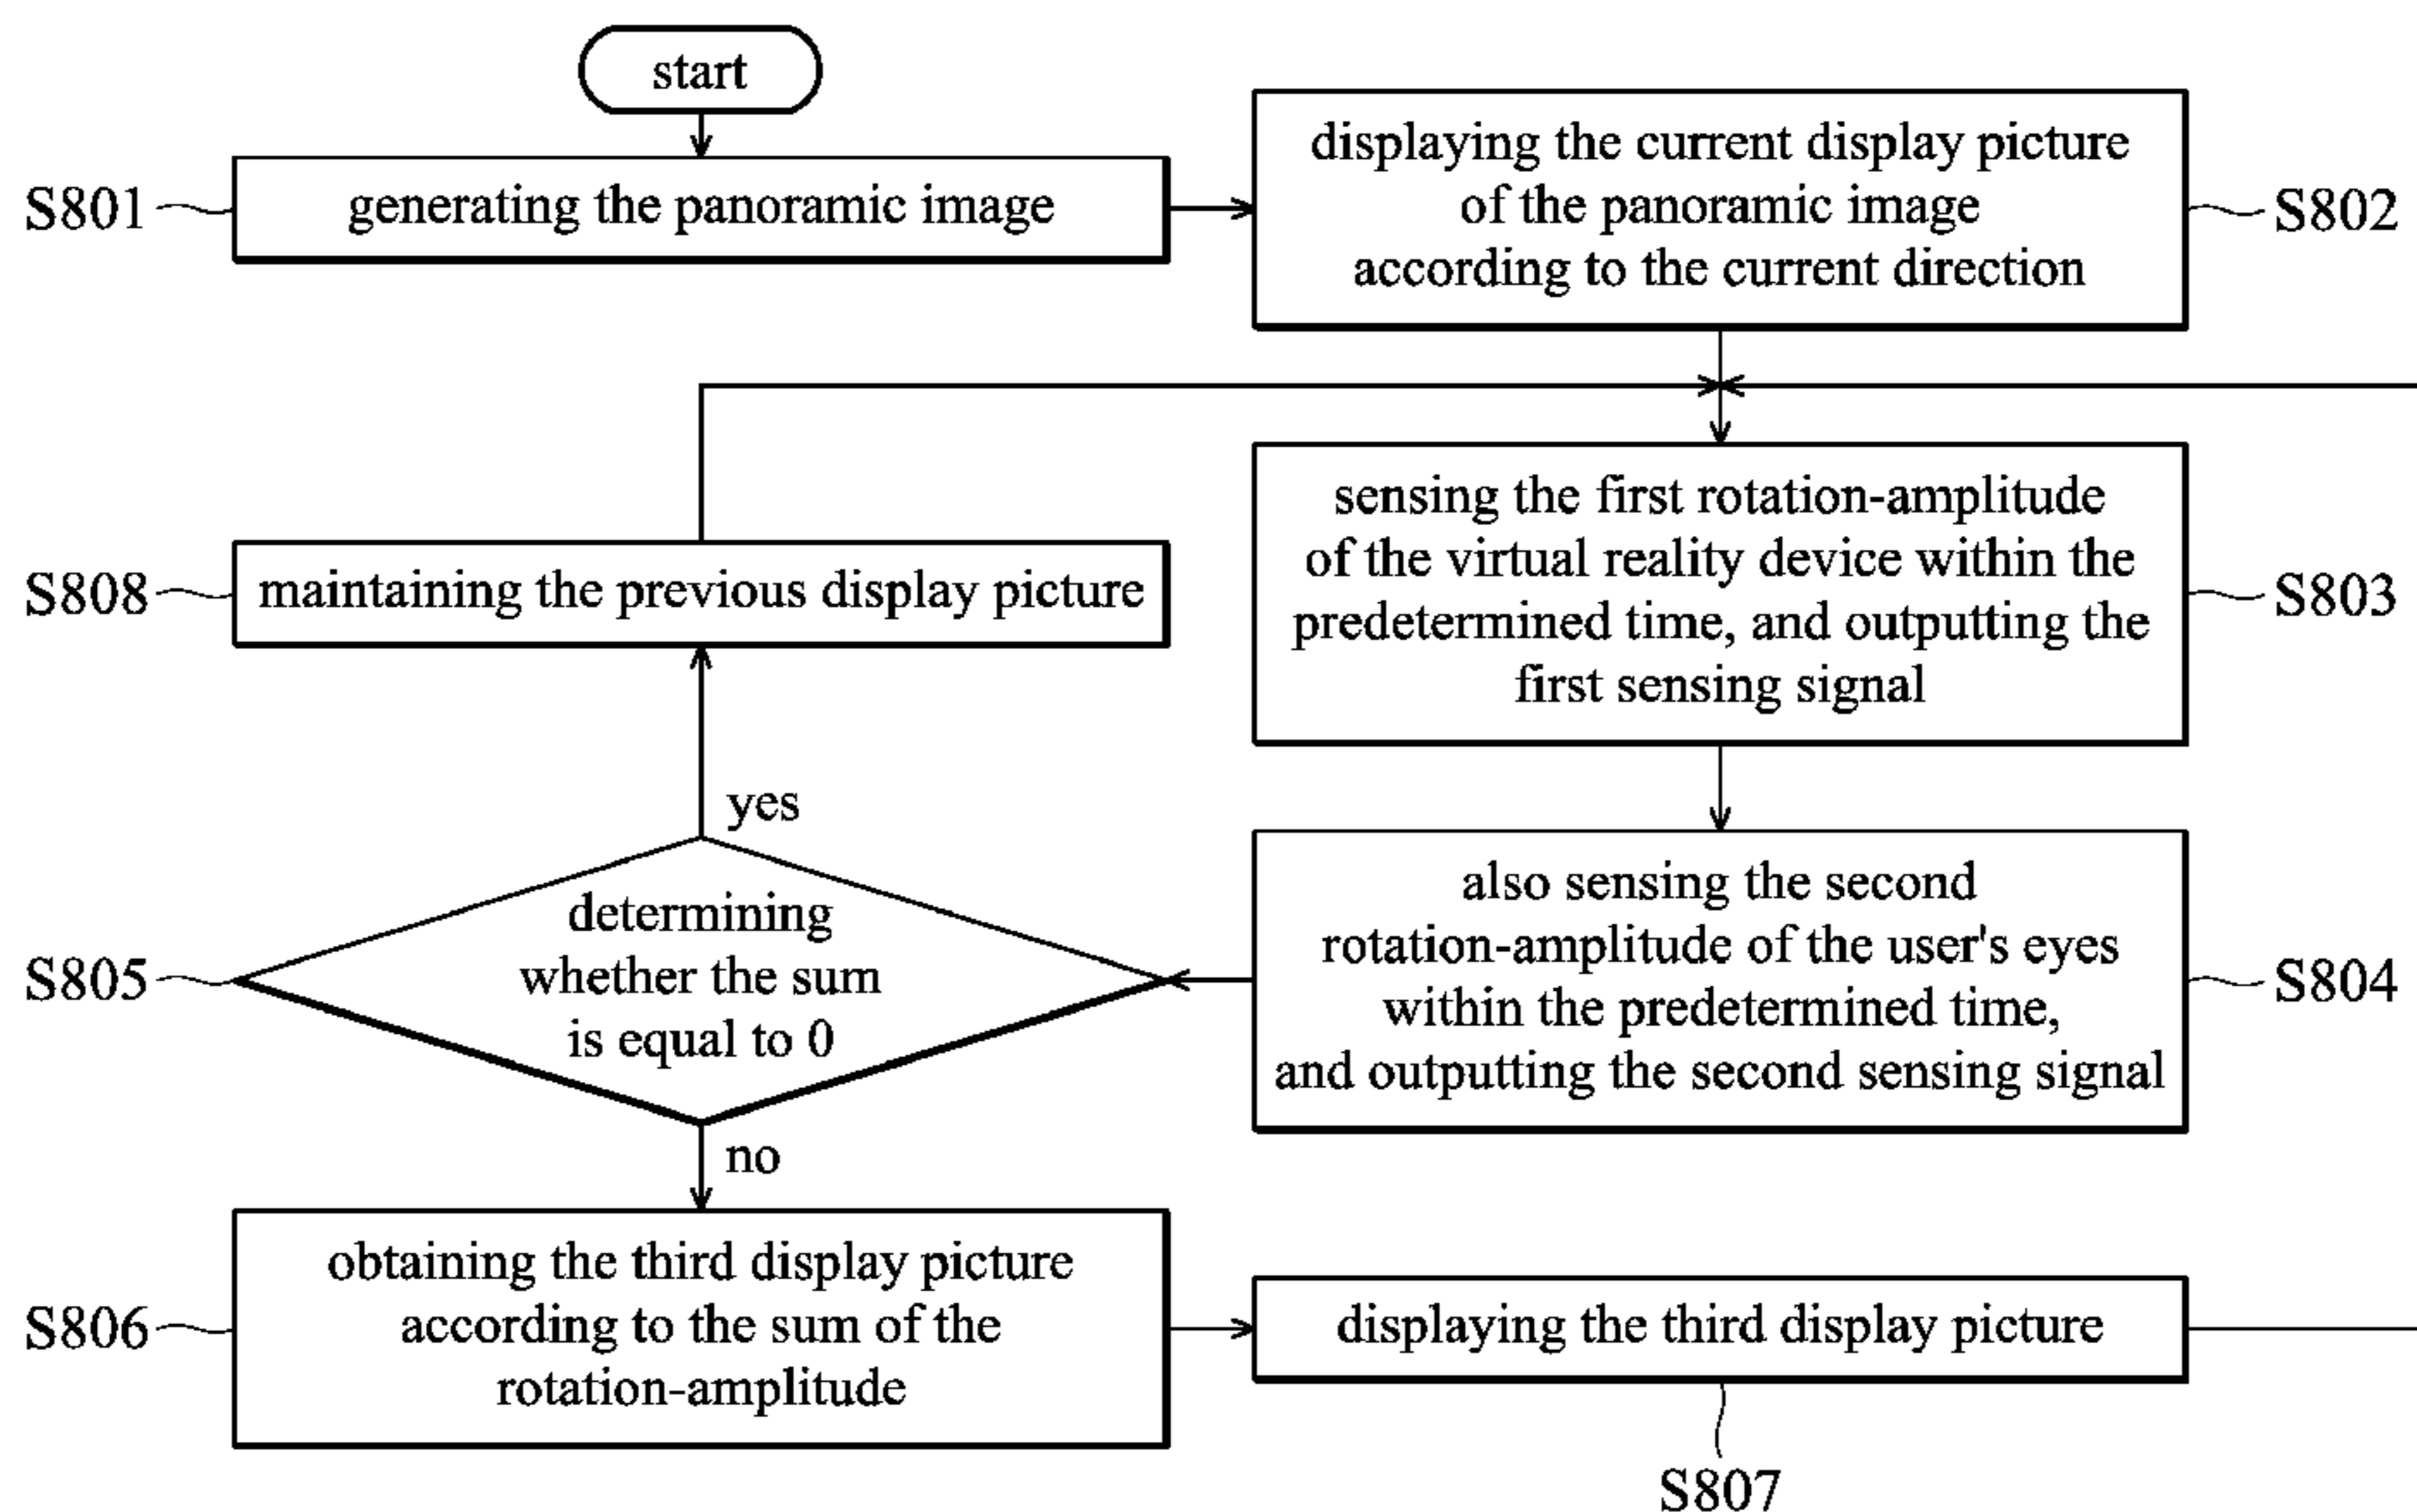 start
S801
generating the panoramic image
displaying the current display picture
of the panoramic image
according to the current direction
S802
sensing the first rotation-amplitude
of the virtual reality device within the
predetermined time, and outputting the
first sensing signal
S803
S808
maintaining the previous display picture
yes
also sensing the second
rotation-amplitude of the user's eyes
within the predetermined time,
and outputting the second sensing signal
S804
S805
determining
whether the sum
is equal to 0
no
S806
obtaining the third display picture
according to the sum of the
rotation-amplitude
displaying the third display picture
S807